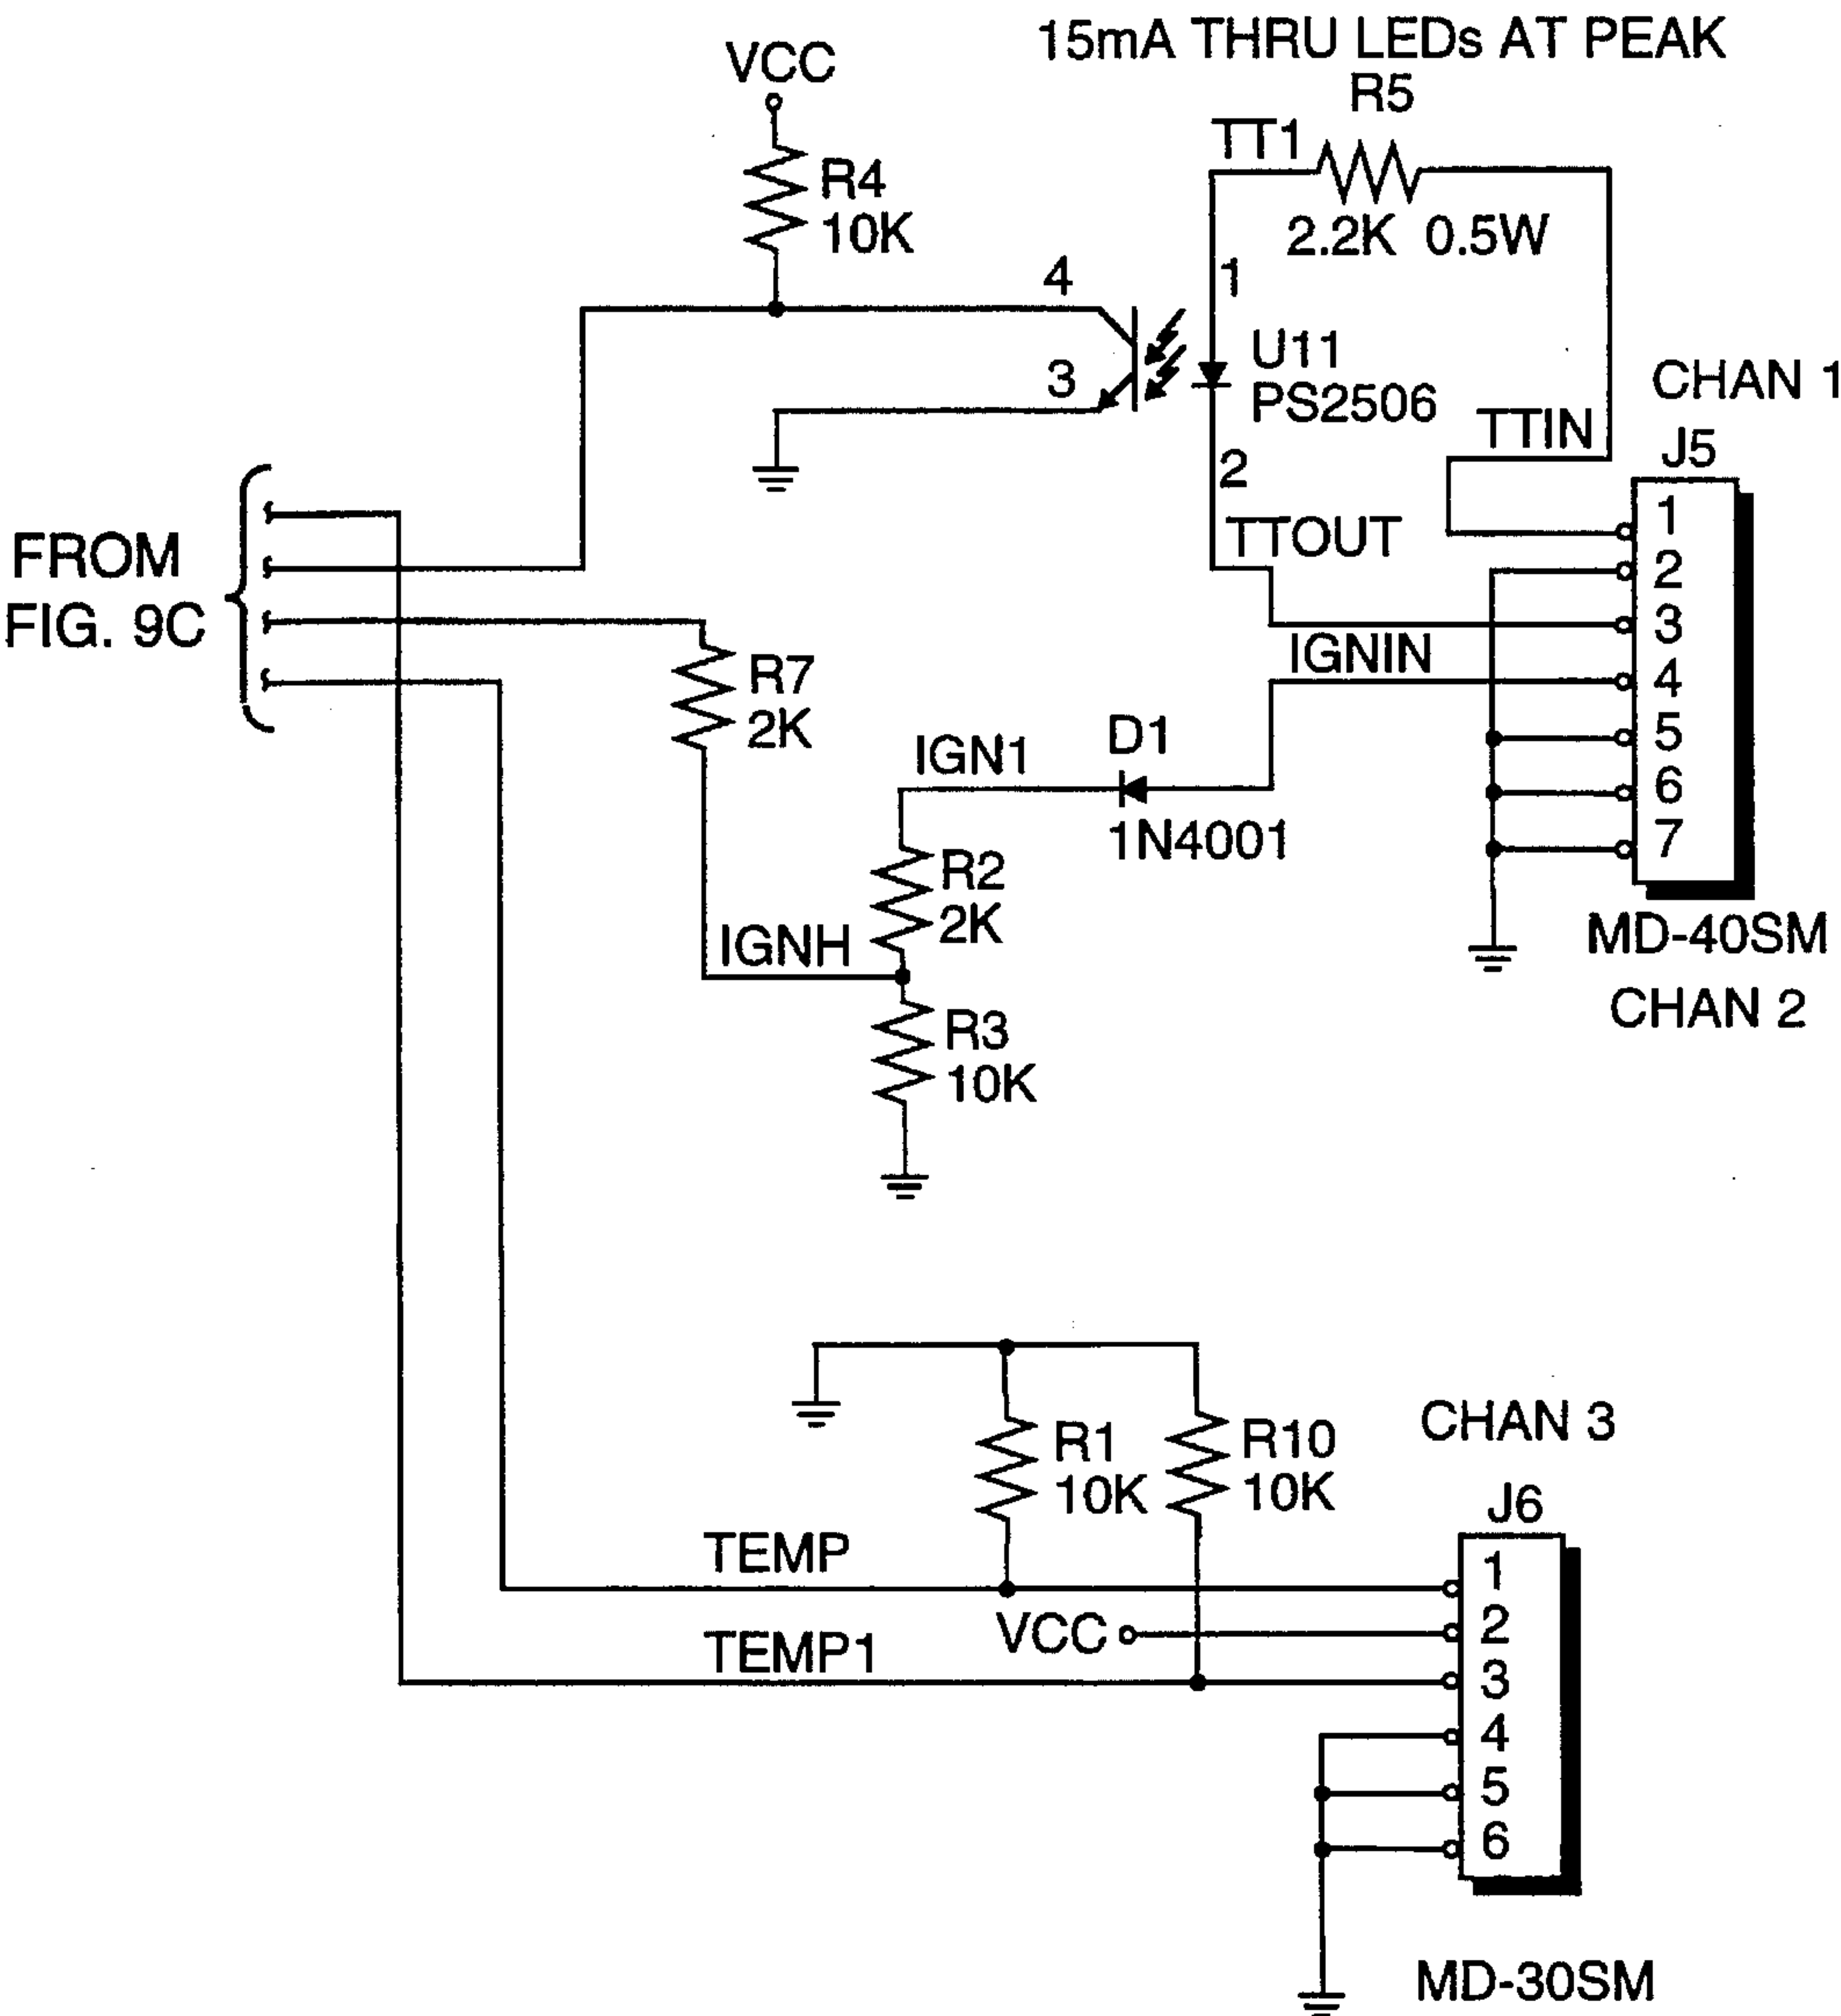 15mA THRU LEDs AT PEAK
VCC
R5
TT1
R4
10K
2.2K 0.5W
4
1
3
U11
PS2506
CHAN 1
TTIN
J5
2
TTOUT
1
2
3
4
5
6
7
FROM
FIG. 9C
IGNIN
R7
2K
D1
IGN1
1N4001
R2
2K
IGNH
MD-40SM
CHAN 2
R3
10K
CHAN 3
R1
10K
R10
10K
J6
TEMP
VCC
TEMP1
1
2
3
4
5
6
MD-30SM